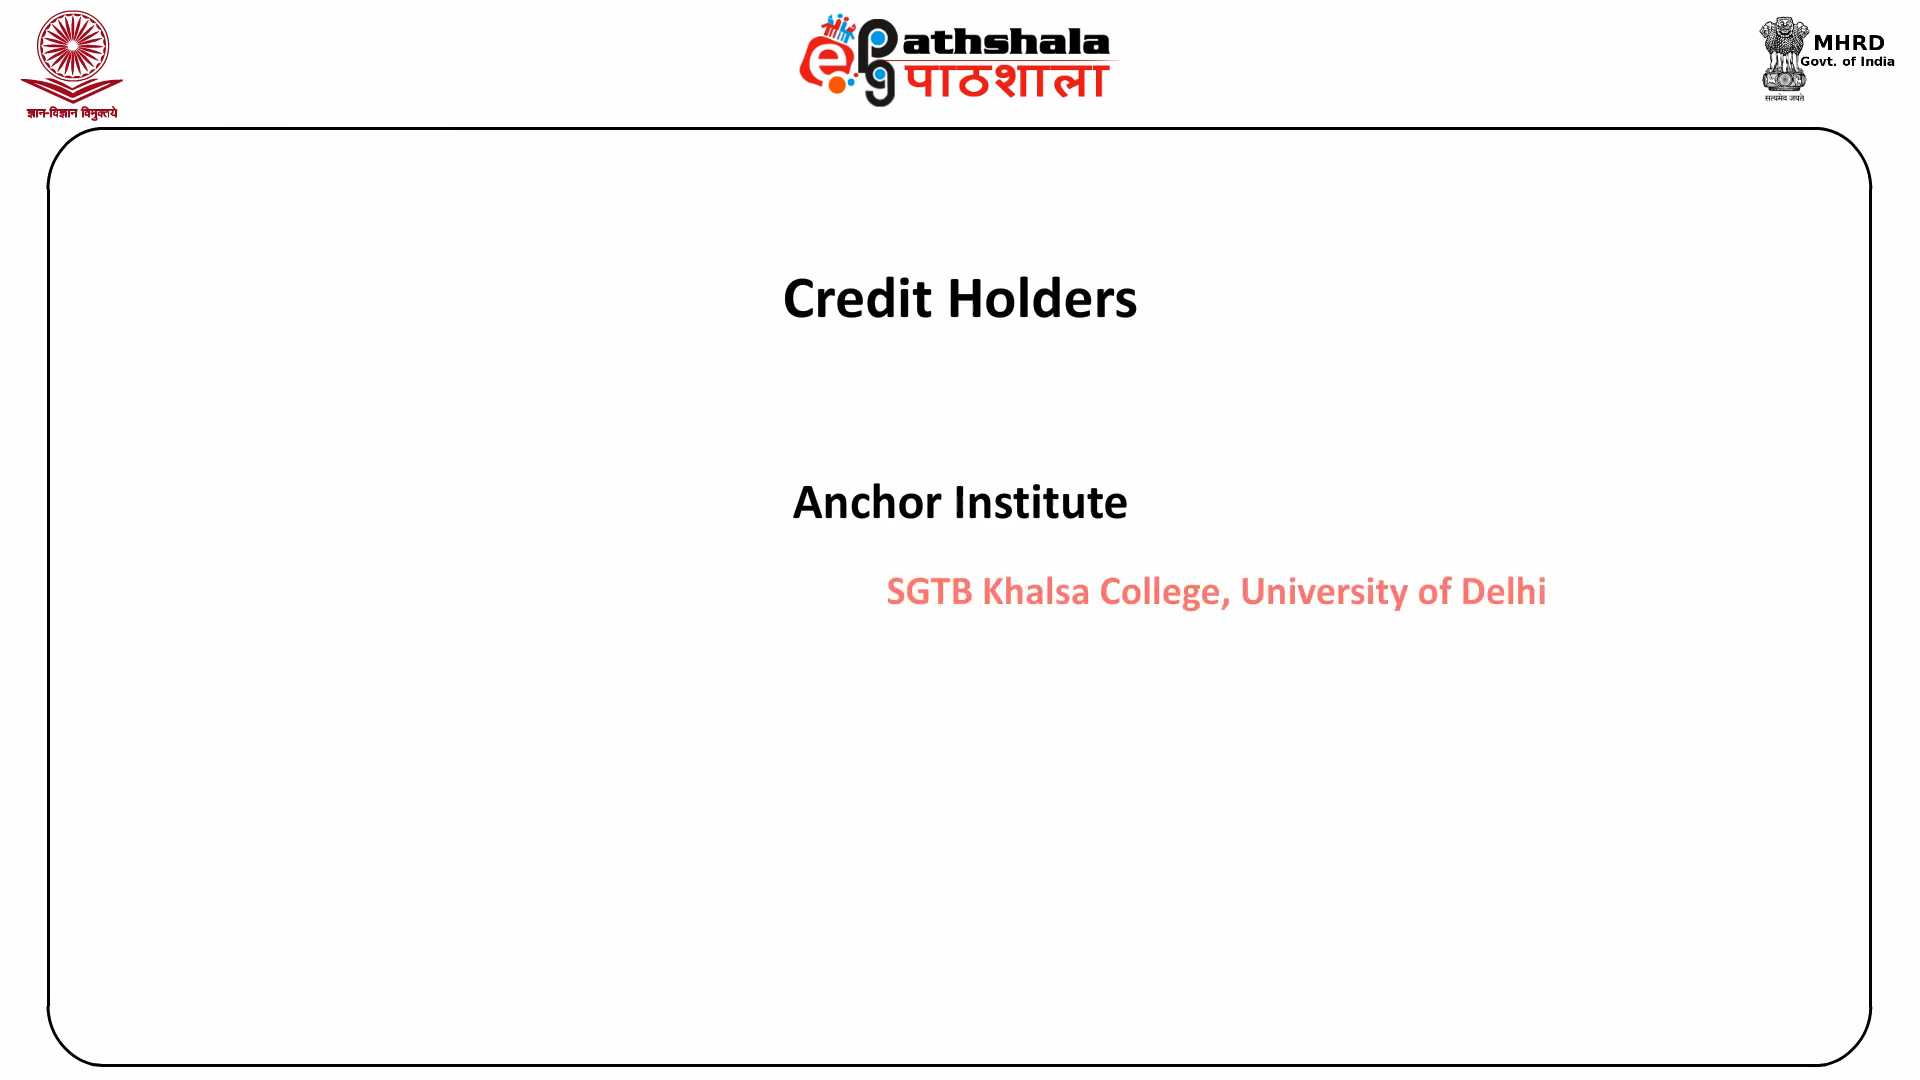 ज्ञान-विज्ञान विमुक्तये
e pg athshala
पाठशाला
सत्यमेव जयते
MHRD
Govt. of India
Credit Holders
Anchor Institute
SGTB Khalsa College, University of Delhi